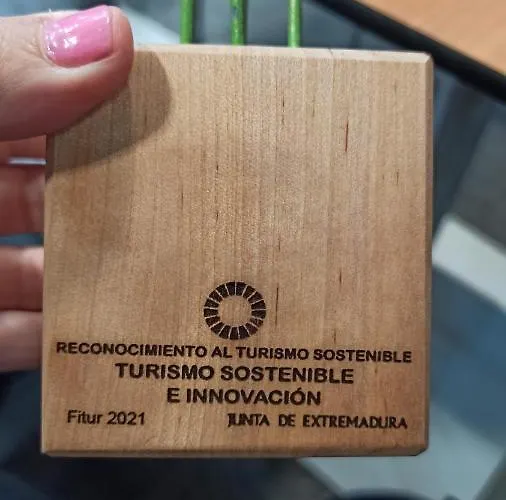 RECONOCIMIENTO AL TURISMO SOSTENIBLE
TURISMO SOSTENIBLE
E INNOVACIÓN
Fitur 2021 JUNTA DE EXTREMADURA